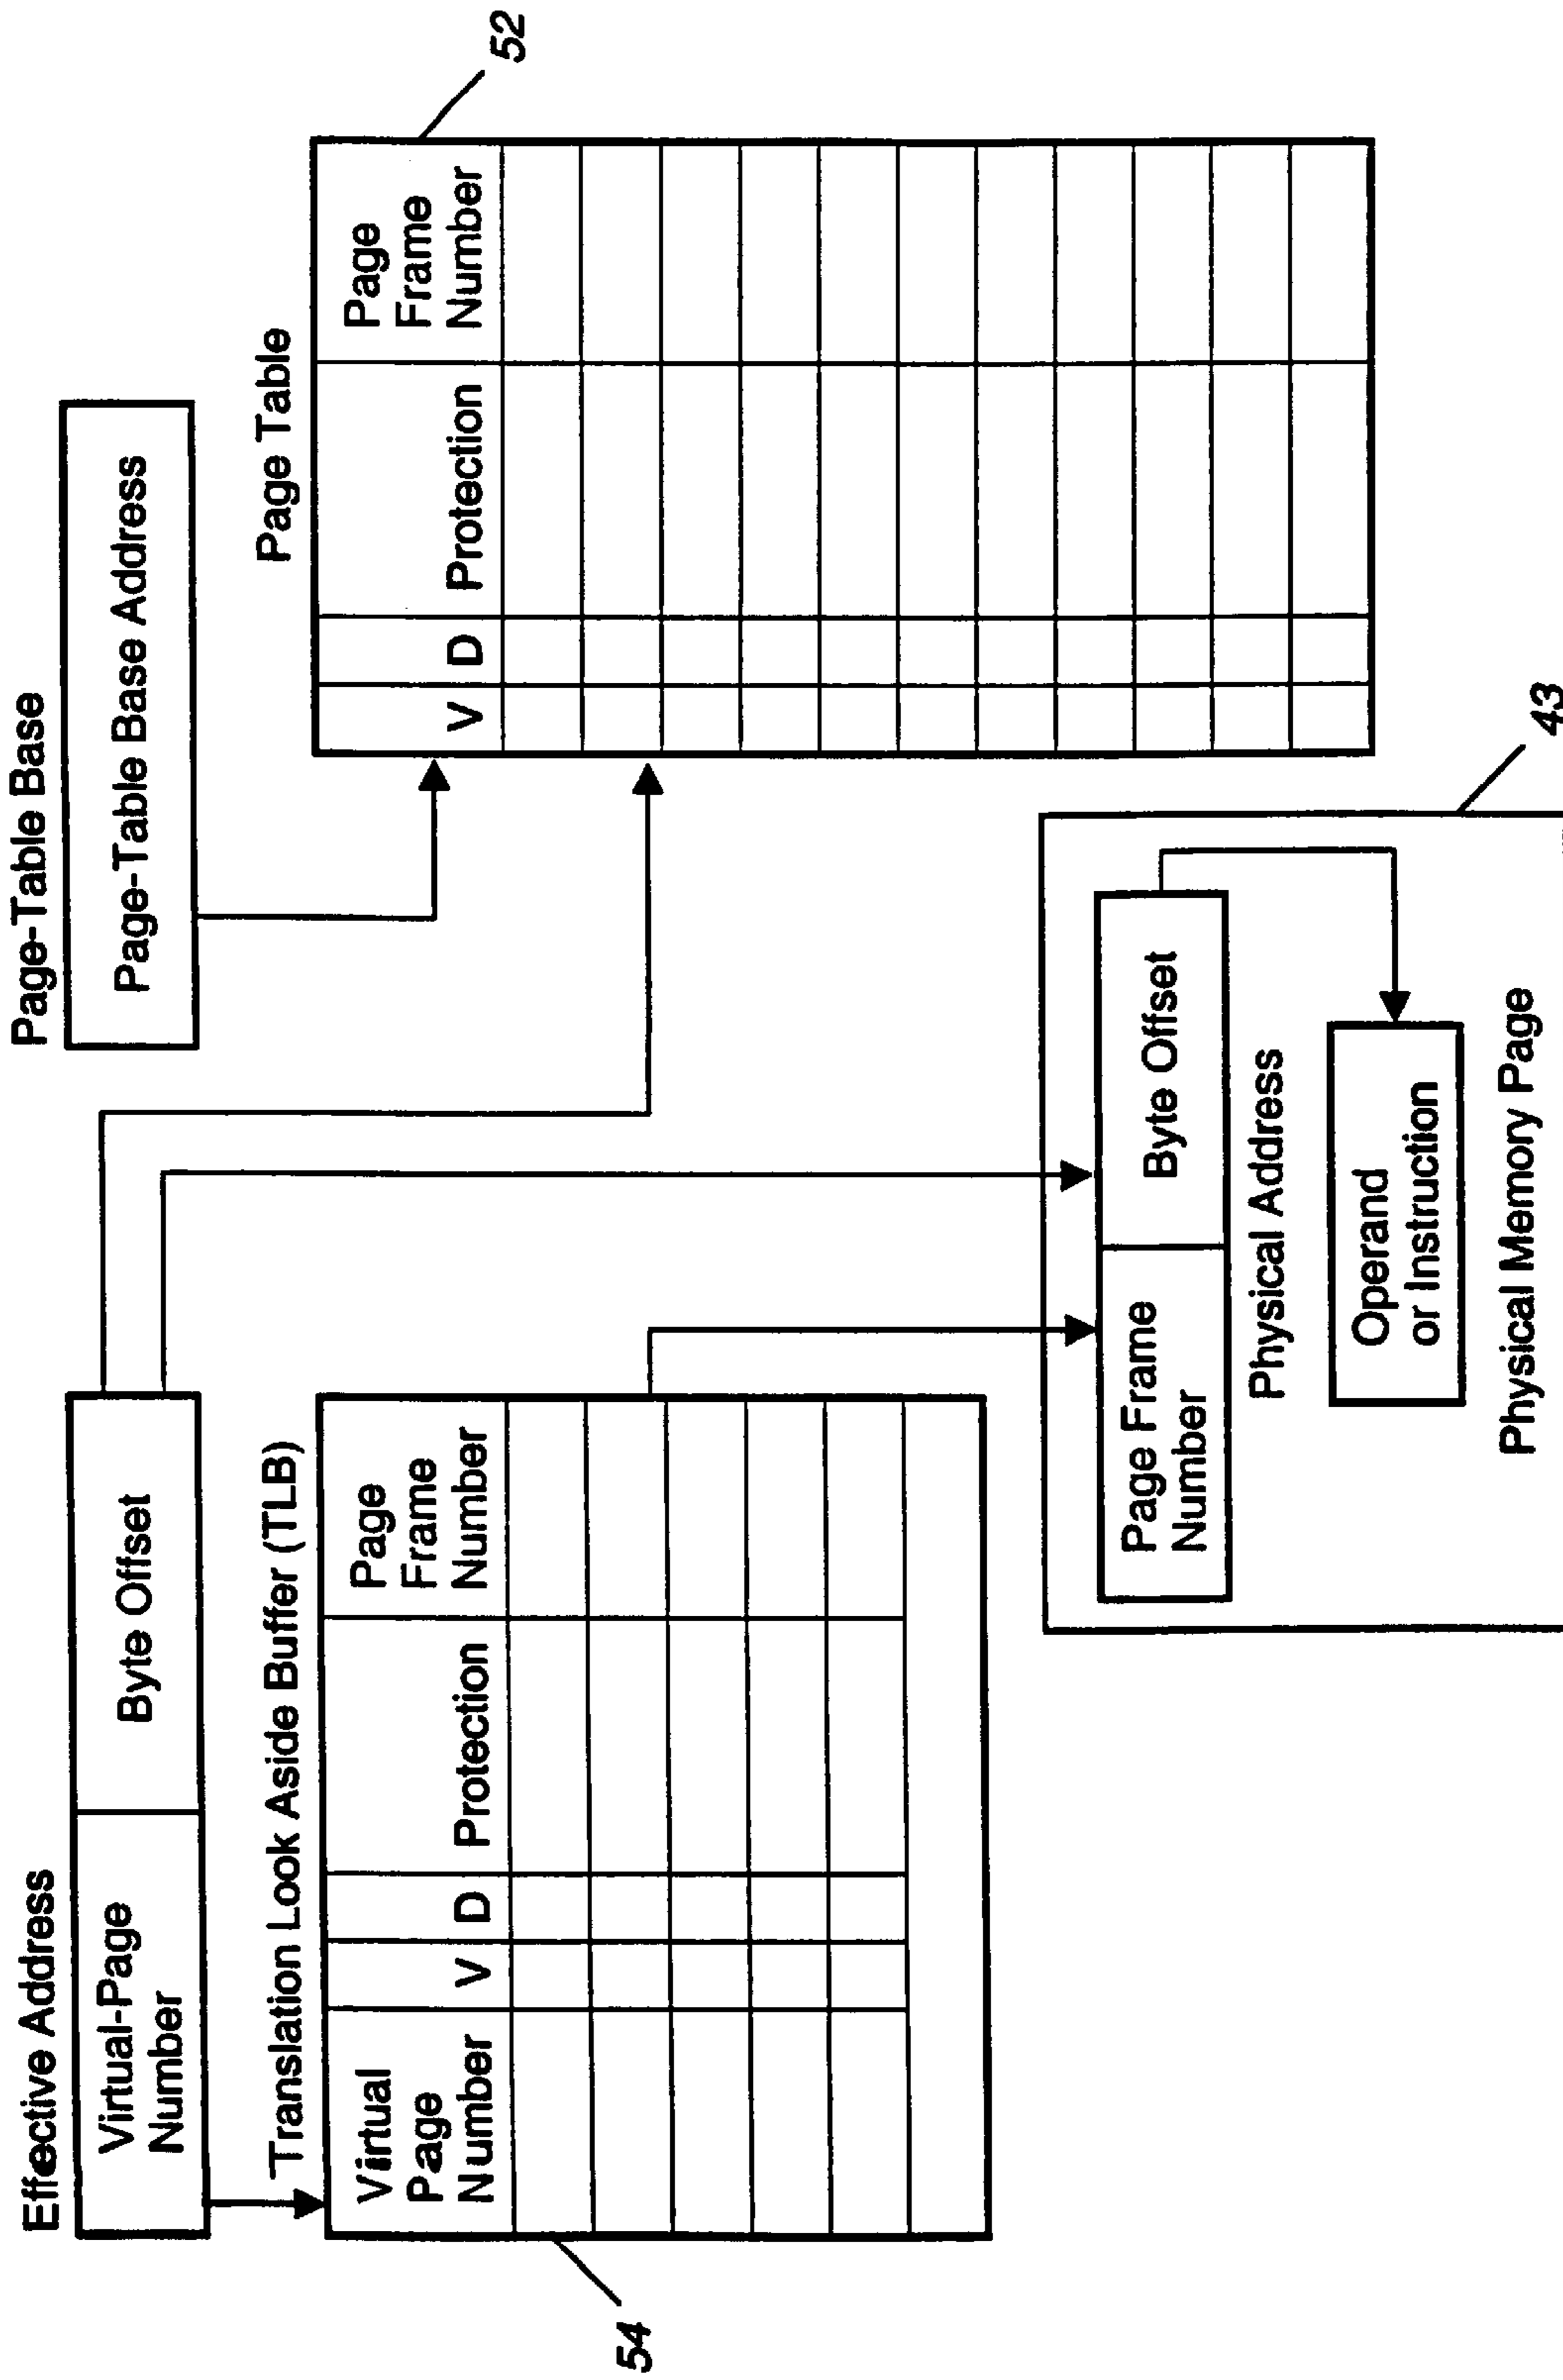 Effective Address
Virtual-Page
Number
Byte Offset
Page-Table Base
Page-Table Base Address
Translation Look Aside Buffer (TLB)
Virtual
Page
Number
V
D
Protection
Page
Frame
Number
54
Page Table
V
D
Protection
Page
Frame
Number
52
Page Frame
Number
Byte Offset
Physical Address
Operand
or Instruction
Physical Memory Page
43